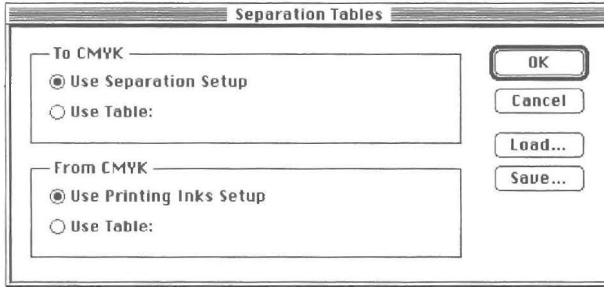 Separation Tables
To CMYK
Use Separation Setup
Use Table:
From CMYK
Use Printing Inks Setup
Use Table:
OK
Cancel
Load...
Save...